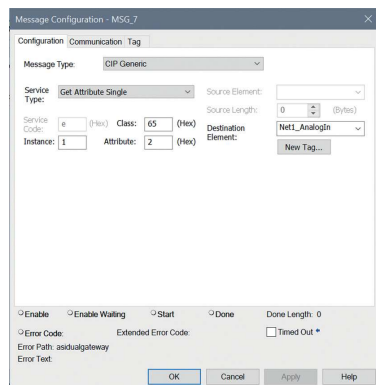 Message Configuration - MSG_7
Configuration Communication Tag
Message Type: CIP Generic
Service Type: Get Attribute Single
Source Element:
Source Length: 0 (Bytes)
Service Code: e (Hex) Class: 65 (Hex)
Destination Element: Net1_AnalogIn
Instance: 1 Attribute: 2 (Hex)
New Tag...
Enable Enable Waiting Start Done Done Length: 0
Error Code: Extended Error Code: Timed Out *
Error Path: asidualgateway
Error Text:
OK Cancel Apply Help